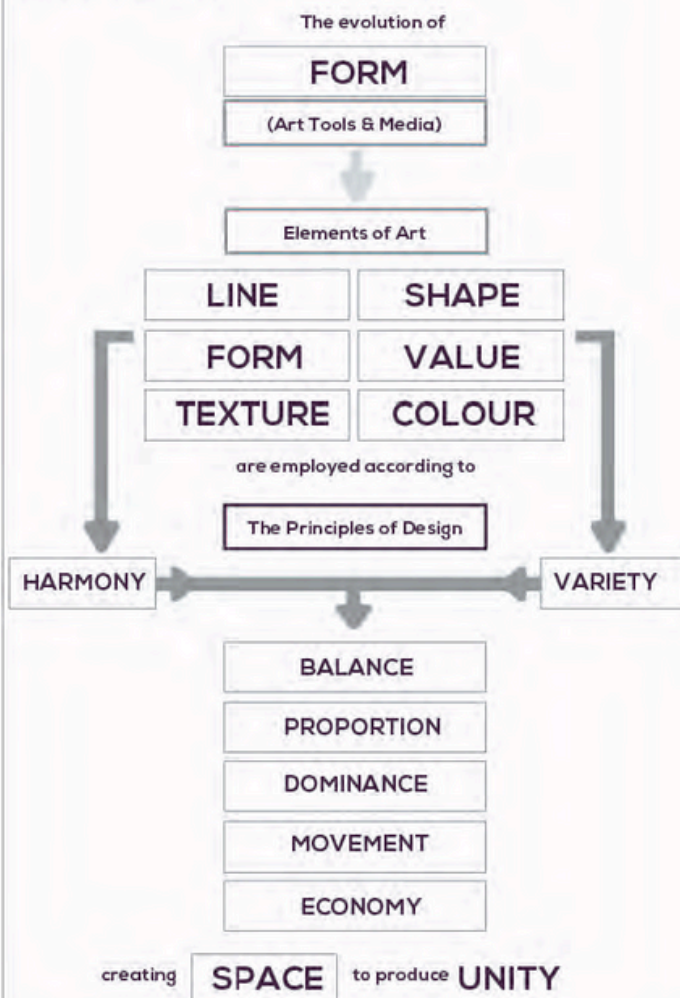 The evolution of
FORM
(Art Tools & Media)
Elements of Art
LINE SHAPE
FORM VALUE
TEXTURE COLOUR
are employed according to
The Principles of Design
HARMONY VARIETY
BALANCE
PROPORTION
DOMINANCE
MOVEMENT
ECONOMY
creating SPACE to produce UNITY